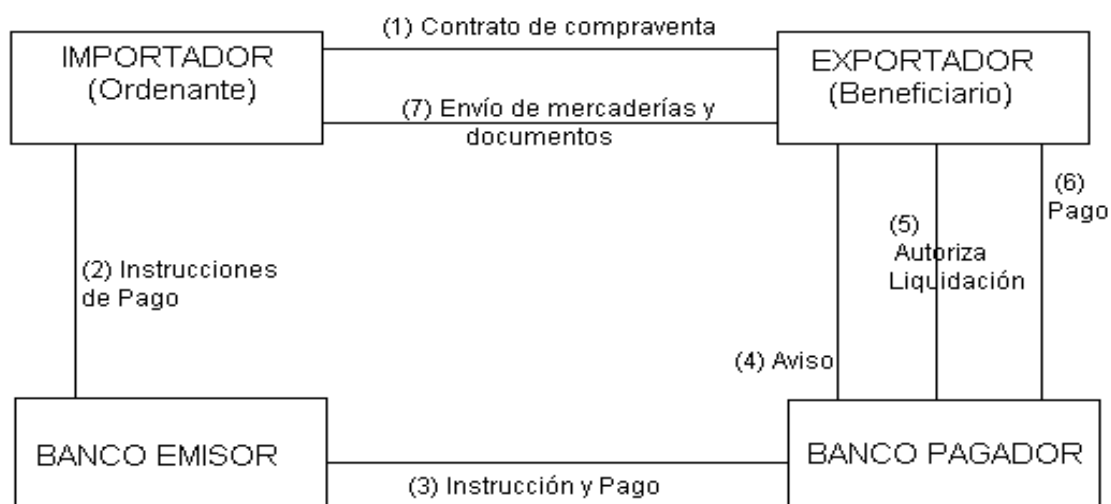 (1) Contrato de compraventa
IMPORTADOR
(Ordenante)
EXPORTADOR
(Beneficiario)
(7) Envío de mercaderías y
documentos
(6)
Pago
(5)
Autoriza
Liquidación
(2) Instrucciones
de Pago
(4) Aviso
BANCO EMISOR
BANCO PAGADOR
(3) Instrucción y Pago